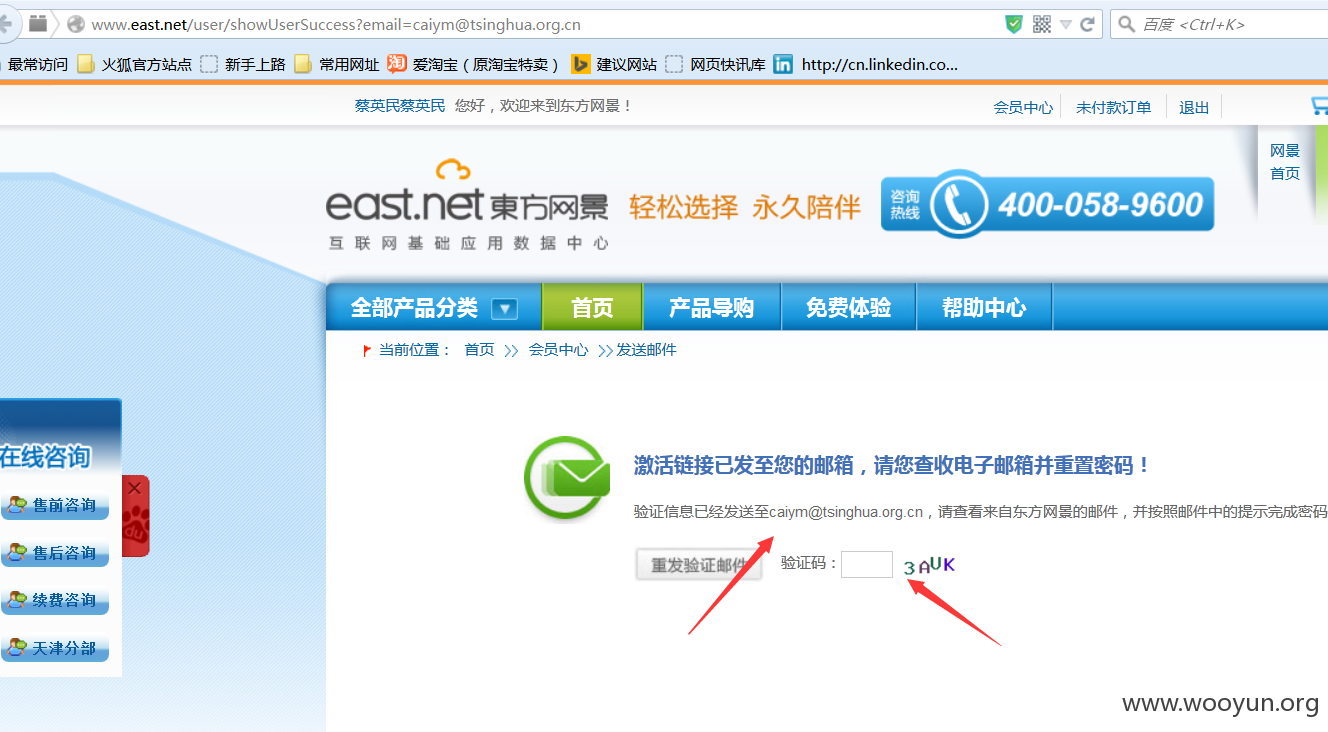 www.east.net/user/showUserSuccess?email=caiym@tsinghua.org.cn
百度 <Ctrl+K>
最常访问 火狐官方站点 新手上路 常用网址 淘 爱淘宝（原淘宝特卖） 建议网站 网页快讯库 in http://cn.linkedin.co...
蔡英民蔡英民 您好，欢迎来到东方网景！ 会员中心 未付款订单 退出
网景
首页
east.net 東方网景 轻松选择 永久陪伴 咨询热线 400-058-9600
互联网基础应用数据中心
全部产品分类 首页 产品导购 免费体验 帮助中心
当前位置： 首页 >> 会员中心 >> 发送邮件
在线咨询
售前咨询
售后咨询
续费咨询
天津分部
du
激活链接已发至您的邮箱，请您查收电子邮箱并重置密码！
验证信息已经发送至caiym@tsinghua.org.cn，请查看来自东方网景的邮件，并按照邮件中的提示完成密码
重发验证邮件 验证码： 3AUK
www.wooyun.org